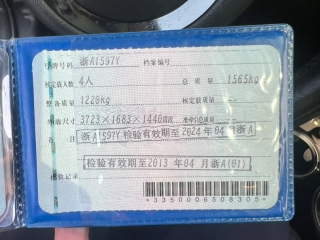 号牌号码 浙A1597Y 档案编号
核定载人数 4人 总质量 1565kg
整备质量 1220kg 核定载质量 --
外廓尺寸 3723×1683×1440mm 准牵引总质量 --
备注 浙A1597Y检验有效期至2024年04月浙A
检验有效期至2013年04月浙A(01)
检验记录
*3350006508305*